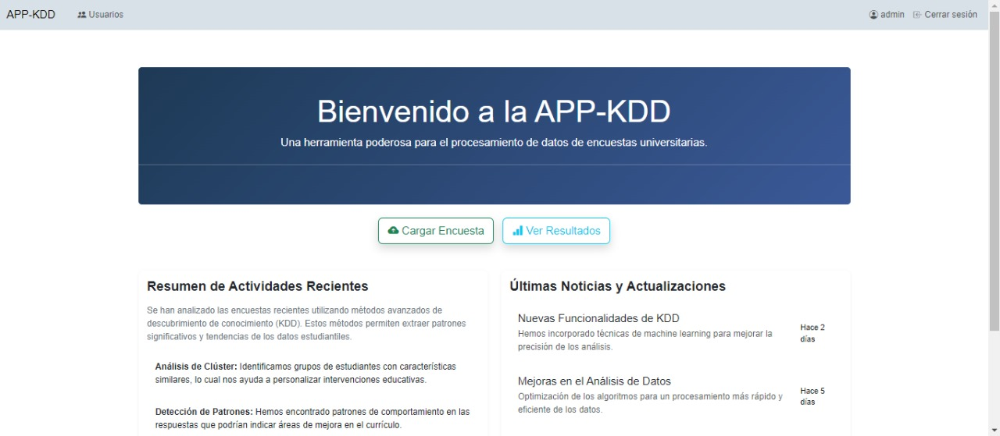 APP-KDD
Usuarios
admin
Cerrar sesión
Bienvenido a la APP-KDD
Una herramienta poderosa para el procesamiento de datos de encuestas universitarias.
Cargar Encuesta
Ver Resultados
Resumen de Actividades Recientes
Se han analizado las encuestas recientes utilizando métodos avanzados de
descubrimiento de conocimiento (KDD). Estos métodos permiten extraer patrones
significativos y tendencias de los datos estudiantiles.
Análisis de Clúster: Identificamos grupos de estudiantes con características
similares, lo cual nos ayuda a personalizar intervenciones educativas.
Detección de Patrones: Hemos encontrado patrones de comportamiento en las
respuestas que podrían indicar áreas de mejora en el currículo.
Últimas Noticias y Actualizaciones
Nuevas Funcionalidades de KDD
Hemos incorporado técnicas de machine learning para mejorar la
precisión de los análisis.
Hace 2
días
Mejoras en el Análisis de Datos
Optimización de los algoritmos para un procesamiento más rápido y
eficiente de los datos.
Hace 5
días